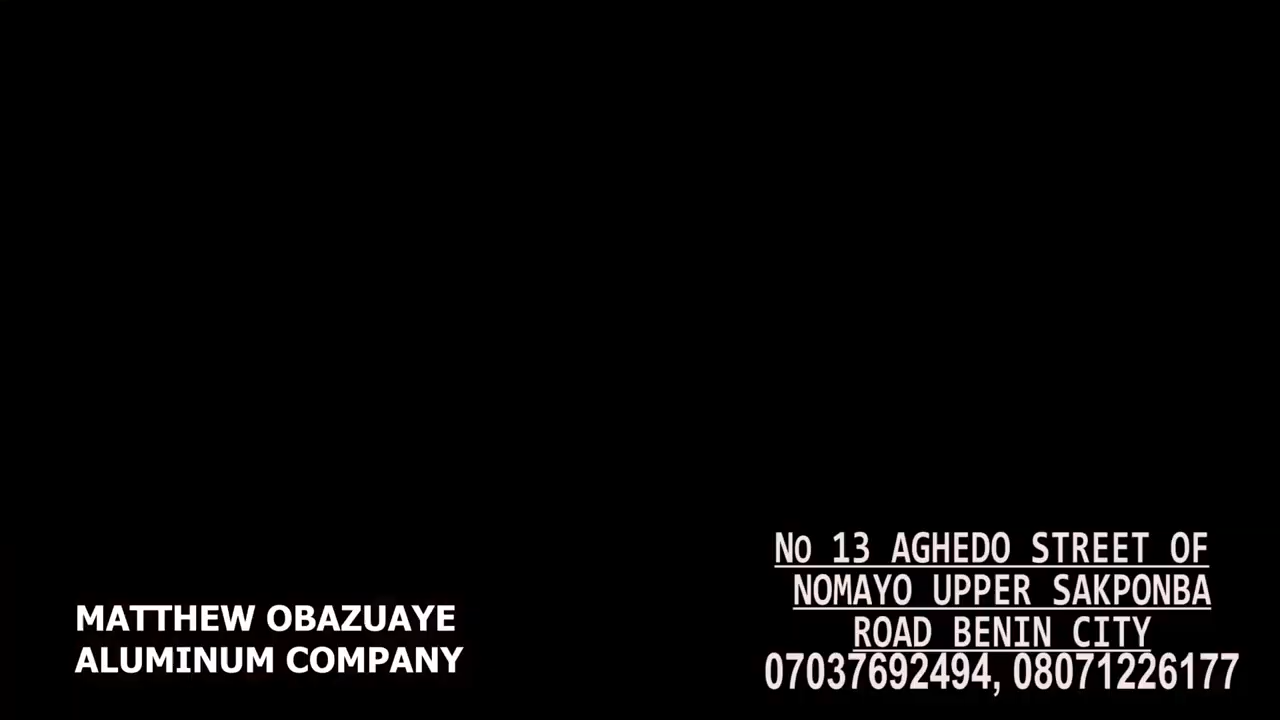 MATTHEW OBAZUAYE
ALUMINUM COMPANY
No 13 AGHEDO STREET OF
NOMAYO UPPER SAKPONBA
ROAD BENIN CITY
07037692494, 08071226177